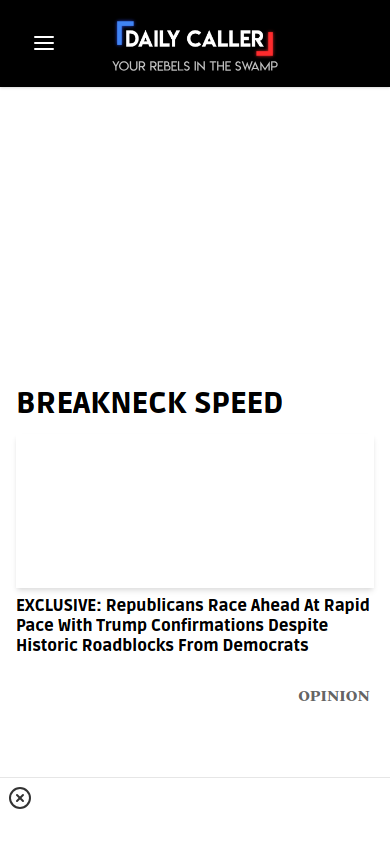 DAILY CALLER
YOUR REBELS IN THE SWAMP
BREAKNECK SPEED
EXCLUSIVE: Republicans Race Ahead At Rapid
Pace With Trump Confirmations Despite
Historic Roadblocks From Democrats
OPINION